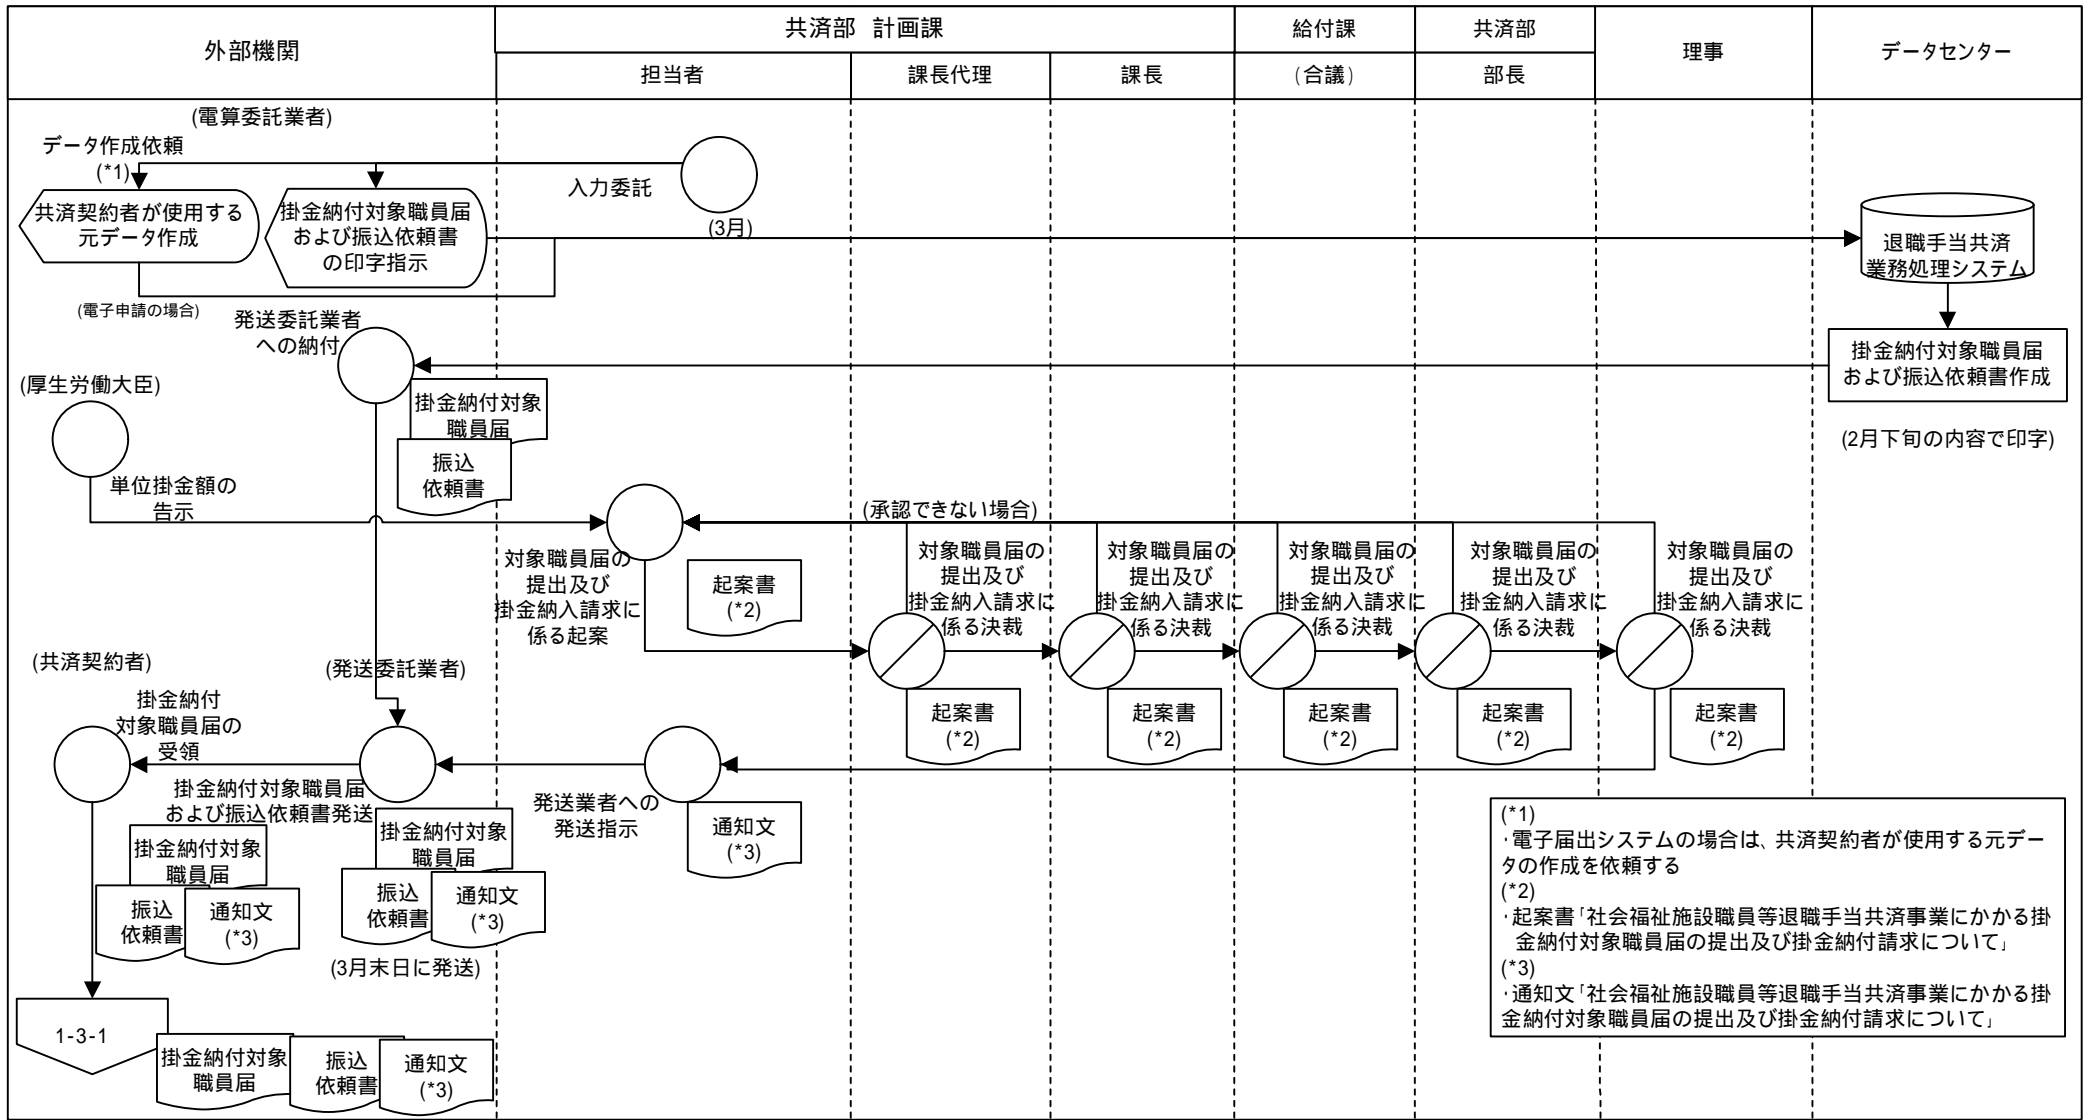 外部機関
共済部 計画課
給付課
共済部
理事
データセンター
担当者
課長代理
課長
(合議)
部長
(電算委託業者)
データ作成依頼
(*1)
共済契約者が使用する
元データ作成
(電子申請の場合)
掛金納付対象職員届
および振込依頼書
の印字指示
入力委託
(3月)
退職手当共済
業務処理システム
発送委託業者
への納付
掛金納付対象職員届
および振込依頼書作成
(2月下旬の内容で印字)
掛金納付対象
職員届
振込
依頼書
(厚生労働大臣)
単位掛金額の
告示
(承認できない場合)
対象職員届の
提出及び
掛金納入請求に
係る起案
起案書
(*2)
対象職員届の
提出及び
掛金納入請求に
係る決裁
起案書
(*2)
対象職員届の
提出及び
掛金納入請求に
係る決裁
起案書
(*2)
対象職員届の
提出及び
掛金納入請求に
係る決裁
起案書
(*2)
対象職員届の
提出及び
掛金納入請求に
係る決裁
起案書
(*2)
対象職員届の
提出及び
掛金納入請求に
係る決裁
起案書
(*2)
(共済契約者)
掛金納付
対象職員届の
受領
(発送委託業者)
掛金納付対象職員届
および振込依頼書発送
発送業者への
発送指示
通知文
(*3)
掛金納付対象
職員届
振込
依頼書
通知文
(*3)
掛金納付対象
職員届
振込
依頼書
通知文
(*3)
(3月末日に発送)
1-3-1
掛金納付対象
職員届
振込
依頼書
通知文
(*3)
(*1)
・電子届出システムの場合は、共済契約者が使用する元デー
タの作成を依頼する
(*2)
・起案書「社会福祉施設職員等退職手当共済事業にかかる掛
金納付対象職員届の提出及び掛金納付請求について」
(*3)
・通知文「社会福祉施設職員等退職手当共済事業にかかる掛
金納付対象職員届の提出及び掛金納付請求について」